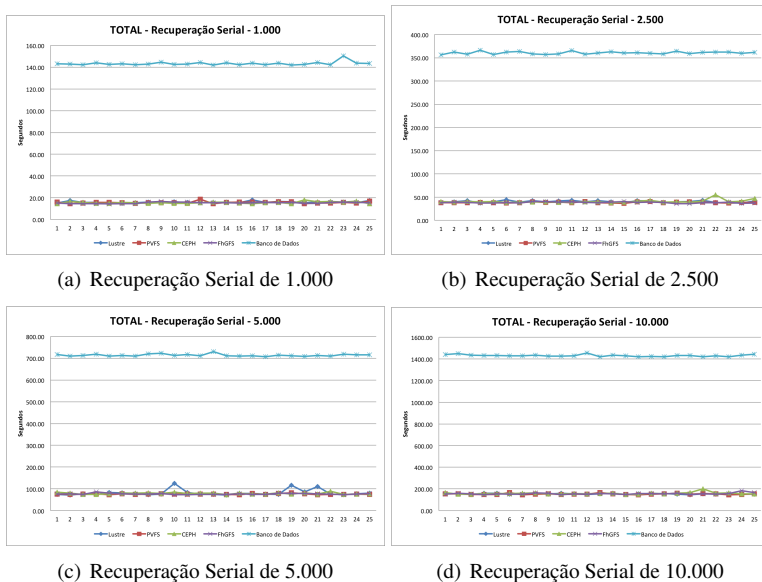 TOTAL - Recuperação Serial - 1.000
160.00
140.00
120.00
100.00
80.00
60.00
40.00
20.00
0.00
Segundos
1 2 3 4 5 6 7 8 9 10 11 12 13 14 15 16 17 18 19 20 21 22 23 24 25
Lustre PVFS CEPH FhGFS Banco de Dados
(a) Recuperação Serial de 1.000
TOTAL - Recuperação Serial - 2.500
400.00
350.00
300.00
250.00
200.00
150.00
100.00
50.00
0.00
Segudnos
1 2 3 4 5 6 7 8 9 10 11 12 13 14 15 16 17 18 19 20 21 22 23 24 25
Lustre PVFS CEPH FhGFS Banco de Dados
(b) Recuperação Serial de 2.500
TOTAL - Recuperação Serial - 5.000
800.00
700.00
600.00
500.00
400.00
300.00
200.00
100.00
0.00
Segundos
1 2 3 4 5 6 7 8 9 10 11 12 13 14 15 16 17 18 19 20 21 22 23 24 25
Lustre PVFS CEPH FhGFS Banco de Dados
(c) Recuperação Serial de 5.000
TOTAL - Recuperação Serial - 10.000
1600.00
1400.00
1200.00
1000.00
800.00
600.00
400.00
200.00
0.00
Segundos
1 2 3 4 5 6 7 8 9 10 11 12 13 14 15 16 17 18 19 20 21 22 23 24 25
Lustre PVFS CEPH FhGFS Banco de Dados
(d) Recuperação Serial de 10.000